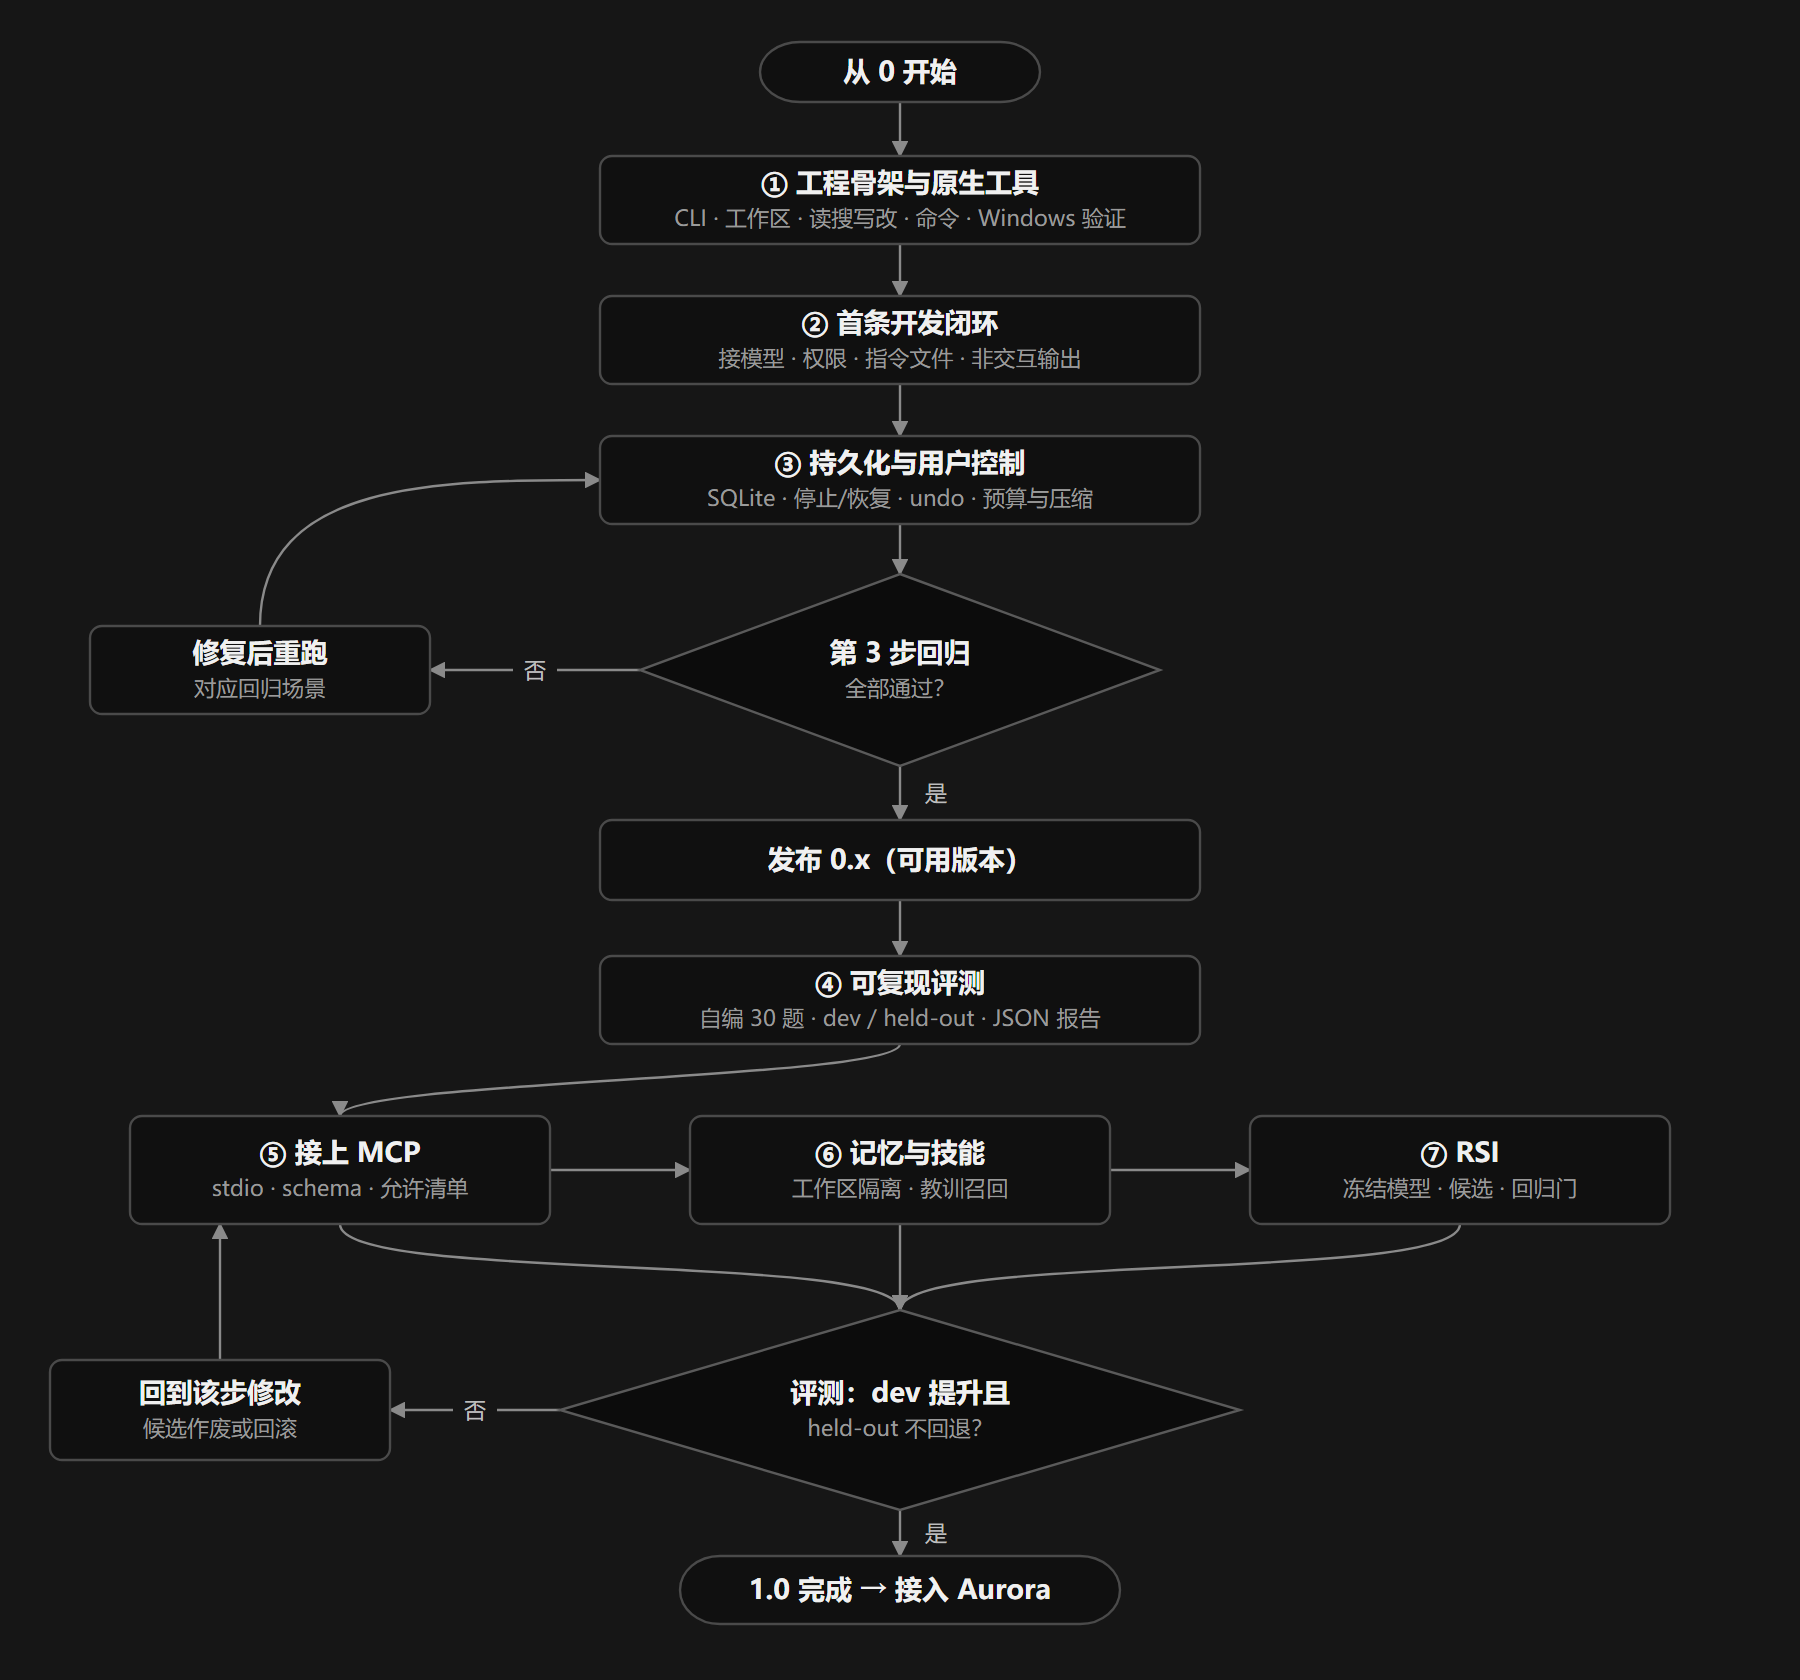 从 0 开始
① 工程骨架与原生工具
CLI · 工作区 · 读搜写改 · 命令 · Windows 验证
② 首条开发闭环
接模型 · 权限 · 指令文件 · 非交互输出
③ 持久化与用户控制
SQLite · 停止/恢复 · undo · 预算与压缩
第 3 步回归
全部通过？
否
修复后重跑
对应回归场景
是
发布 0.x（可用版本）
④ 可复现评测
自编 30 题 · dev / held-out · JSON 报告
⑤ 接上 MCP
stdio · schema · 允许清单
⑥ 记忆与技能
工作区隔离 · 教训召回
⑦ RSI
冻结模型 · 候选 · 回归门
评测：dev 提升且
held-out 不回退？
否
回到该步修改
候选作废或回滚
是
1.0 完成 → 接入 Aurora